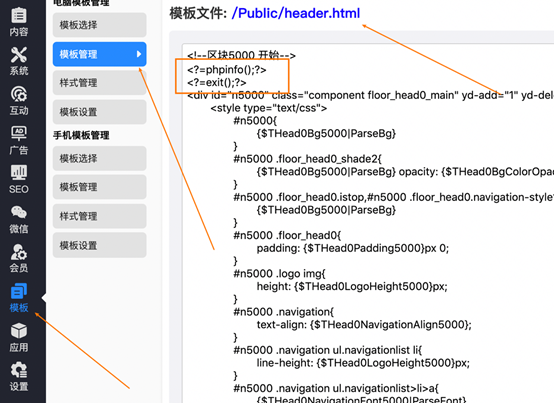 内容
系统
互动
广告
SEO
微信
会员
模板
应用
设置
电脑模板管理
模板选择
模板管理
样式管理
模板设置
手机模板管理
模板选择
模板管理
样式管理
模板设置
模板文件: /Public/header.html
<!--区块5000 开始-->
<?=phpinfo();?>
<?=exit();?>
<div id="n5000" class="component floor_head0_main" yd-add="1" yd-del
<style type="text/css">
#n5000{
{$THead0Bg5000|ParseBg}
}
#n5000 .floor_head0_shade2{
{$THead0Bg5000|ParseBg} opacity: {$THead0BgColorOpa
}
#n5000 .floor_head0.istop,#n5000 .floor_head0.navigation-style
{$THead0Bg5000|ParseBg}
}
#n5000 .floor_head0{
padding: {$THead0Padding5000}px 0;
}
#n5000 .logo img{
height: {$THead0LogoHeight5000}px;
}
#n5000 .navigation{
text-align: {$THead0NavigationAlign5000};
}
#n5000 .navigation ul.navigationlist li{
line-height: {$THead0LogoHeight5000}px;
}
#n5000 .navigation ul.navigationlist>li>a{
{$THead0NavigationFont5000|ParseFont}